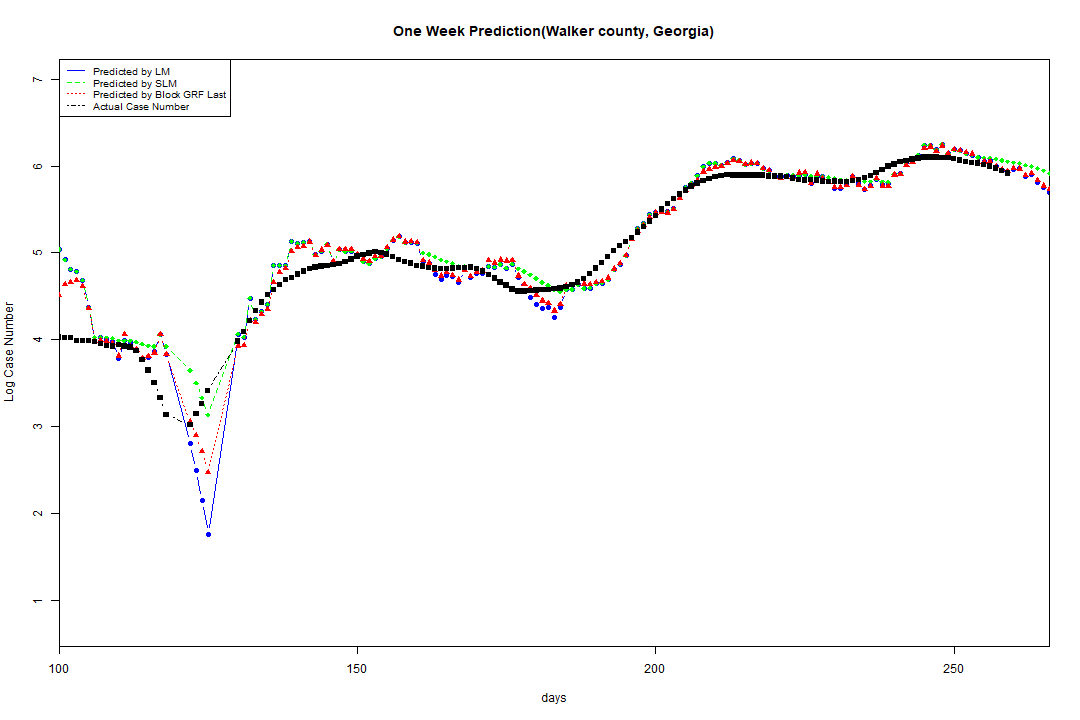 One Week Prediction(Walker county, Georgia)
Predicted by LM
Predicted by SLM
Predicted by Block GRF Last
Actual Case Number
Log Case Number
7
6
5
4
3
2
1
100 150 200 250
days